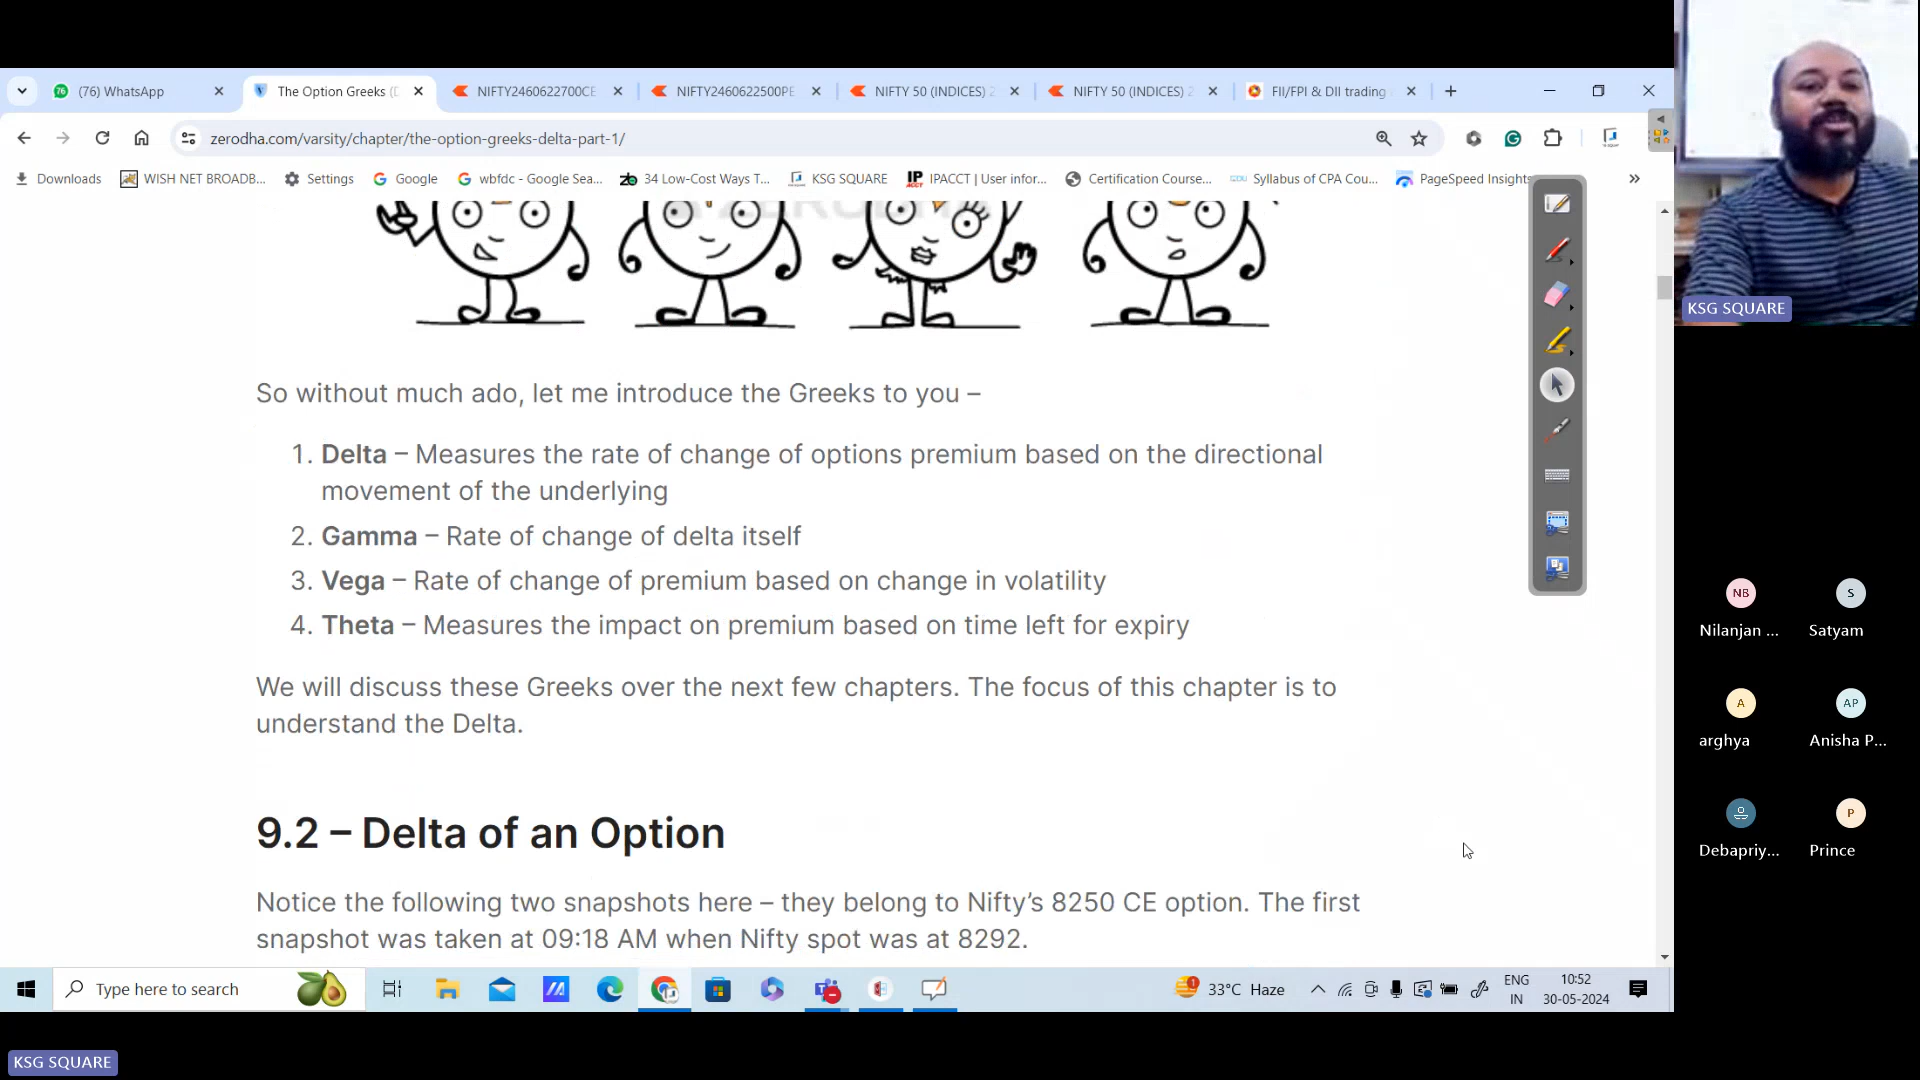 (76) WhatsApp
The Option Greeks (
NIFTY2460622700CE
NIFTY2460622500PE
NIFTY 50 (INDICES) 2
NIFTY 50 (INDICES) 2
FII/FPI & DII trading
zerodha.com/varsity/chapter/the-option-greeks-delta-part-1/
Downloads
WISH NET BROADB...
Settings
Google
wbfdc - Google Sea...
34 Low-Cost Ways T...
KSG SQUARE
IPACCT | User infor...
Certification Course...
Syllabus of CPA Cou...
PageSpeed Insights
So without much ado, let me introduce the Greeks to you –
1. Delta – Measures the rate of change of options premium based on the directional
movement of the underlying
2. Gamma – Rate of change of delta itself
3. Vega – Rate of change of premium based on change in volatility
4. Theta – Measures the impact on premium based on time left for expiry
We will discuss these Greeks over the next few chapters. The focus of this chapter is to
understand the Delta.
9.2 – Delta of an Option
Notice the following two snapshots here – they belong to Nifty's 8250 CE option. The first
snapshot was taken at 09:18 AM when Nifty spot was at 8292.
Type here to search
33°C Haze
ENG
IN
10:52
30-05-2024
KSG SQUARE
NB
Nilanjan ...
S
Satyam
A
arghya
AP
Anisha P...
Debapriy...
P
Prince
KSG SQUARE